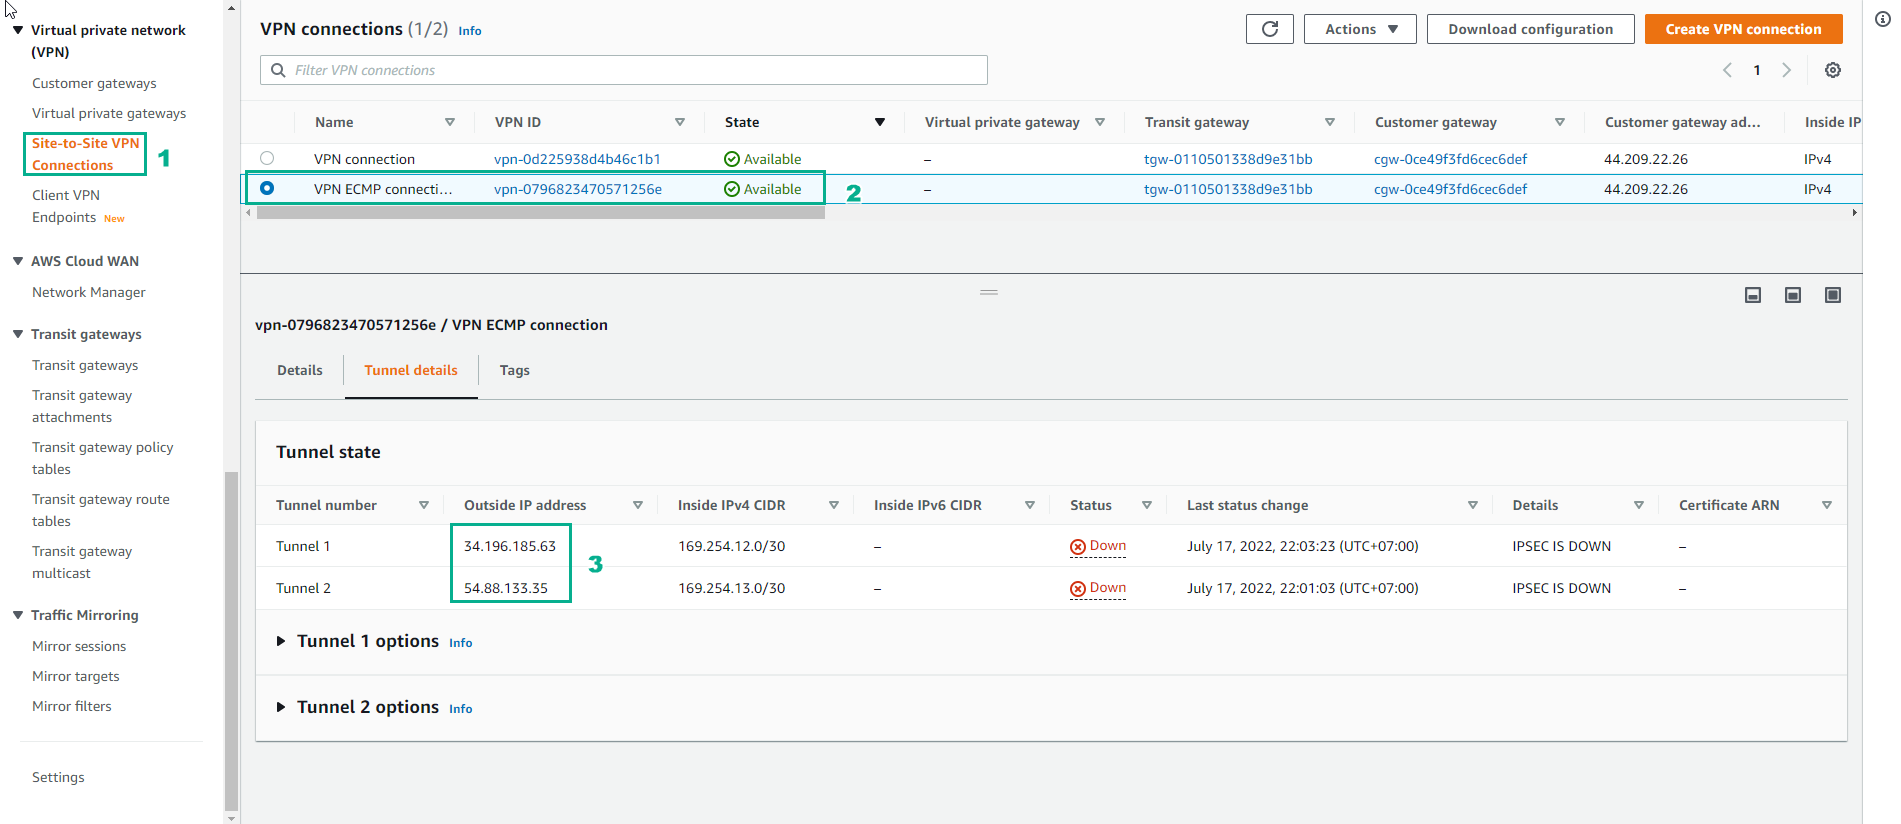 Virtual private network
(VPN)
Customer gateways
Virtual private gateways
Site-to-Site VPN
Connections
1
Client VPN
Endpoints New
AWS Cloud WAN
Network Manager
Transit gateways
Transit gateways
Transit gateway
attachments
Transit gateway policy
tables
Transit gateway route
tables
Transit gateway
multicast
Traffic Mirroring
Mirror sessions
Mirror targets
Mirror filters
Settings
VPN connections (1/2) Info
Actions
Download configuration
Create VPN connection
Filter VPN connections
1
Name VPN ID State Virtual private gateway Transit gateway Customer gateway Customer gateway ad... Inside IP
VPN connection vpn-0d225938d4b46c1b1 Available – tgw-0110501338d9e31bb cgw-0ce49f3fd6cec6def 44.209.22.26 IPv4
VPN ECMP connecti... vpn-0796823470571256e Available 2 – tgw-0110501338d9e31bb cgw-0ce49f3fd6cec6def 44.209.22.26 IPv4
vpn-0796823470571256e / VPN ECMP connection
Details Tunnel details Tags
Tunnel state
Tunnel number Outside IP address Inside IPv4 CIDR Inside IPv6 CIDR Status Last status change Details Certificate ARN
Tunnel 1 34.196.185.63 169.254.12.0/30 – Down July 17, 2022, 22:03:23 (UTC+07:00) IPSEC IS DOWN –
3
Tunnel 2 54.88.133.35 169.254.13.0/30 – Down July 17, 2022, 22:01:03 (UTC+07:00) IPSEC IS DOWN –
Tunnel 1 options Info
Tunnel 2 options Info